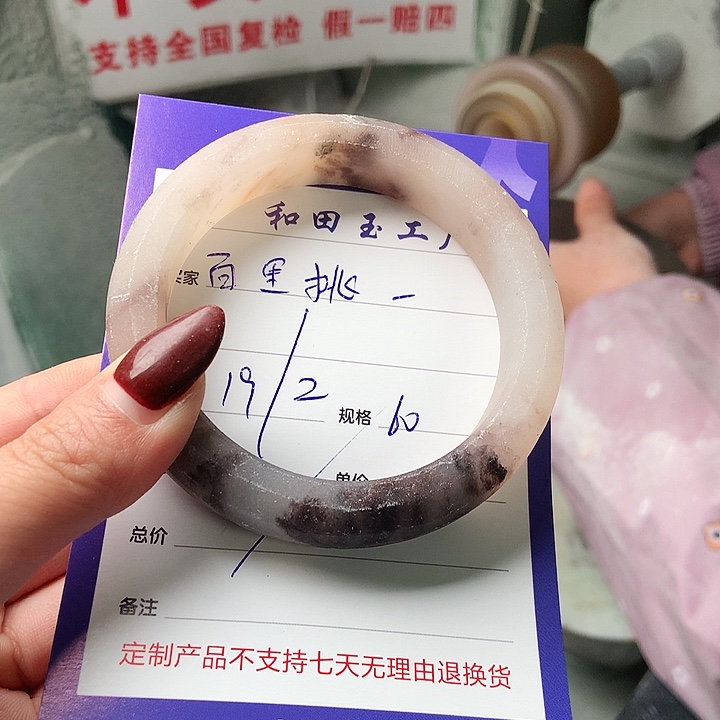 支持全国复检 假一赔四
和田玉工厂
买家 百里挑一
19/2 规格 60
单价
总价
备注
定制产品不支持七天无理由退换货